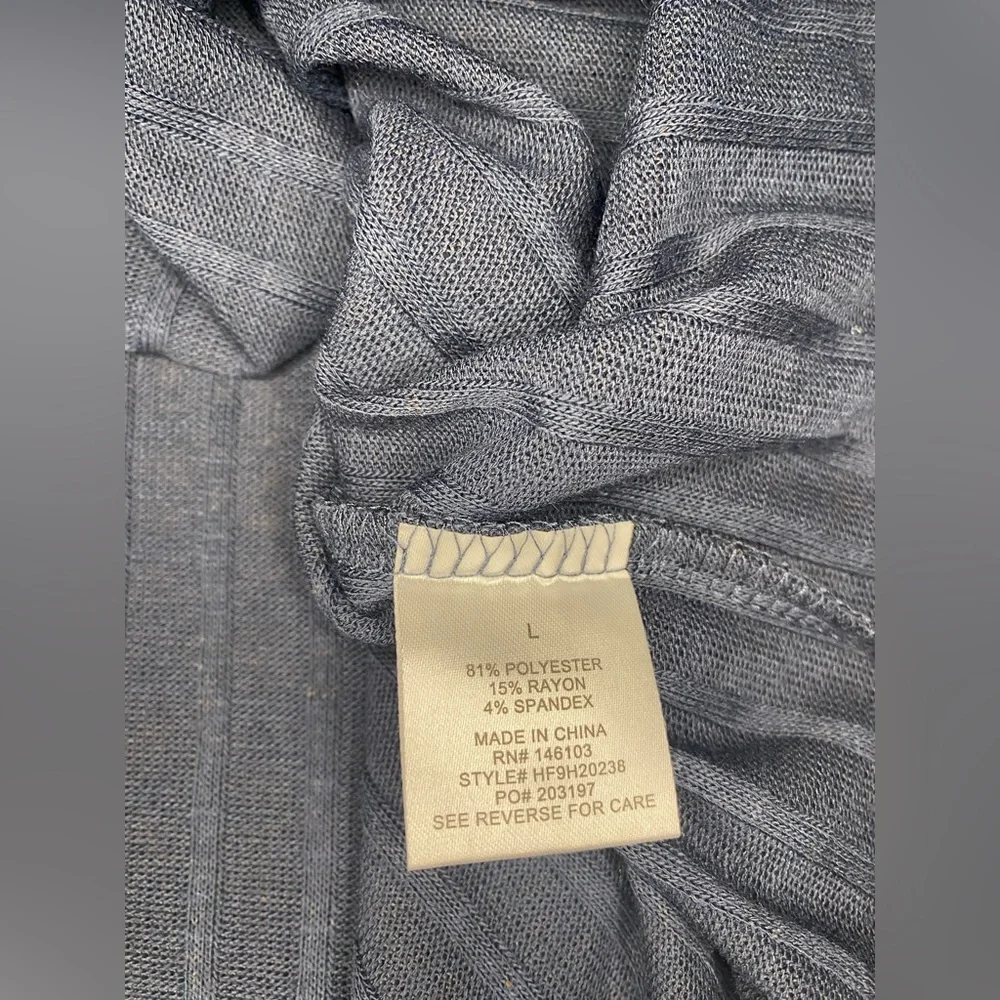 L
81% POLYESTER
15% RAYON
4% SPANDEX
MADE IN CHINA
RN# 146103
STYLE# HF9H20238
PO# 203197
SEE REVERSE FOR CARE